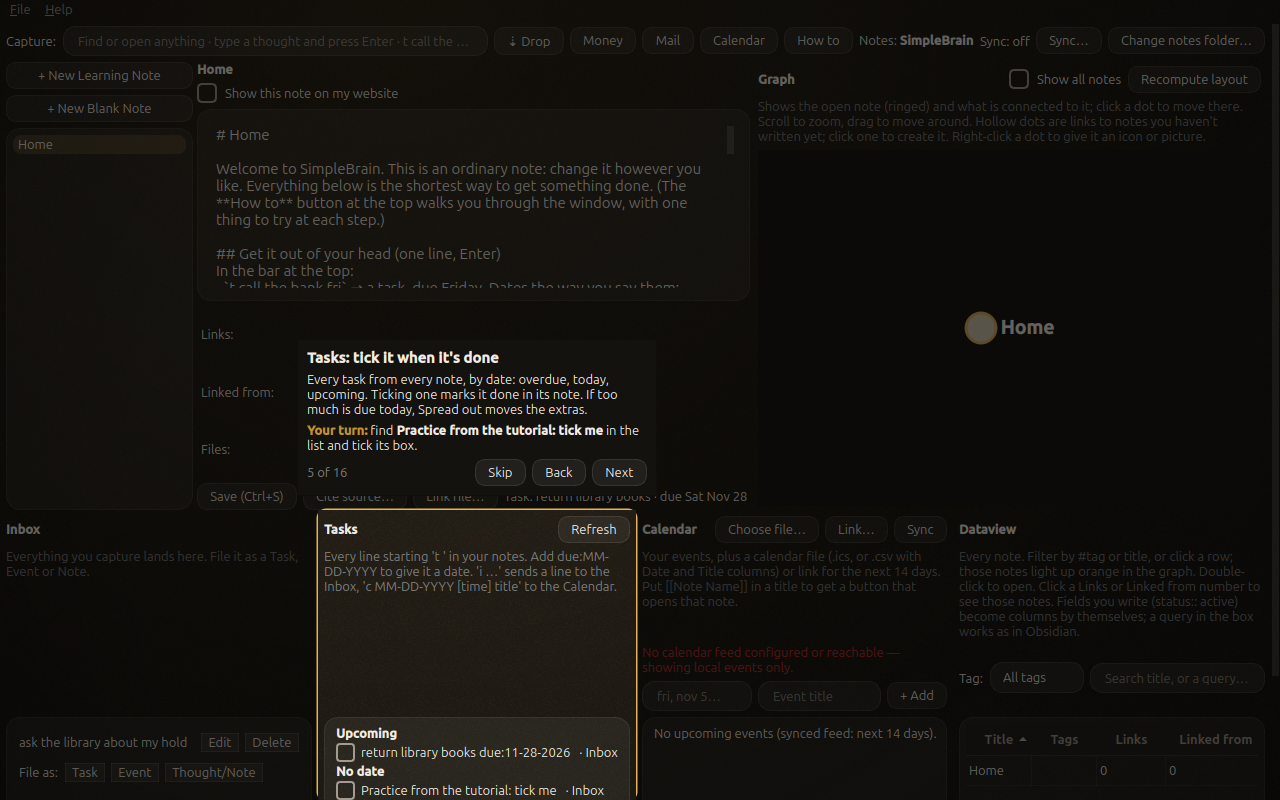 File Help
Capture: Find or open anything · type a thought and press Enter · t call the … ↓ Drop Money Mail Calendar How to Notes: SimpleBrain Sync: off Sync… Change notes folder…
+ New Learning Note
+ New Blank Note
Home
Home
Show this note on my website
# Home
Welcome to SimpleBrain. This is an ordinary note: change it however you
like. Everything below is the shortest way to get something done. (The
**How to** button at the top walks you through the window, with one
thing to try at each step.)
## Get it out of your head (one line, Enter)
In the bar at the top:
- `t call the bank fri` → a task, due Friday. Dates the way you say them:
Links:
Linked from:
Files:
Save (Ctrl+S) Cite source… Link file… Task: return library books · due Sat Nov 28
Graph Show all notes Recompute layout
Shows the open note (ringed) and what is connected to it; click a dot to move there.
Scroll to zoom, drag to move around. Hollow dots are links to notes you haven't
written yet; click one to create it. Right-click a dot to give it an icon or picture.
Home
Tasks: tick it when it's done
Every task from every note, by date: overdue, today,
upcoming. Ticking one marks it done in its note. If too
much is due today, Spread out moves the extras.
Your turn: find Practice from the tutorial: tick me in the
list and tick its box.
5 of 16 Skip Back Next
Inbox
Everything you capture lands here. File it as a Task,
Event or Note.
ask the library about my hold Edit Delete
File as: Task Event Thought/Note
Tasks Refresh
Every line starting 't ' in your notes. Add due:MM-
DD-YYYY to give it a date. 'i …' sends a line to the
Inbox, 'c MM-DD-YYYY [time] title' to the Calendar.
Upcoming
return library books due:11-28-2026 · Inbox
No date
Practice from the tutorial: tick me · Inbox
Calendar Choose file… Link… Sync
Your events, plus a calendar file (.ics, or .csv with
Date and Title columns) or link for the next 14 days.
Put [[Note Name]] in a title to get a button that
opens that note.
No calendar feed configured or reachable —
showing local events only.
fri, nov 5… Event title + Add
No upcoming events (synced feed: next 14 days).
Dataview
Every note. Filter by #tag or title, or click a row;
those notes light up orange in the graph. Double-
click to open. Click a Links or Linked from number to
see those notes. Fields you write (status:: active)
become columns by themselves; a query in the box
works as in Obsidian.
Tag: All tags Search title, or a query…
Title Tags Links Linked from
Home 0 0